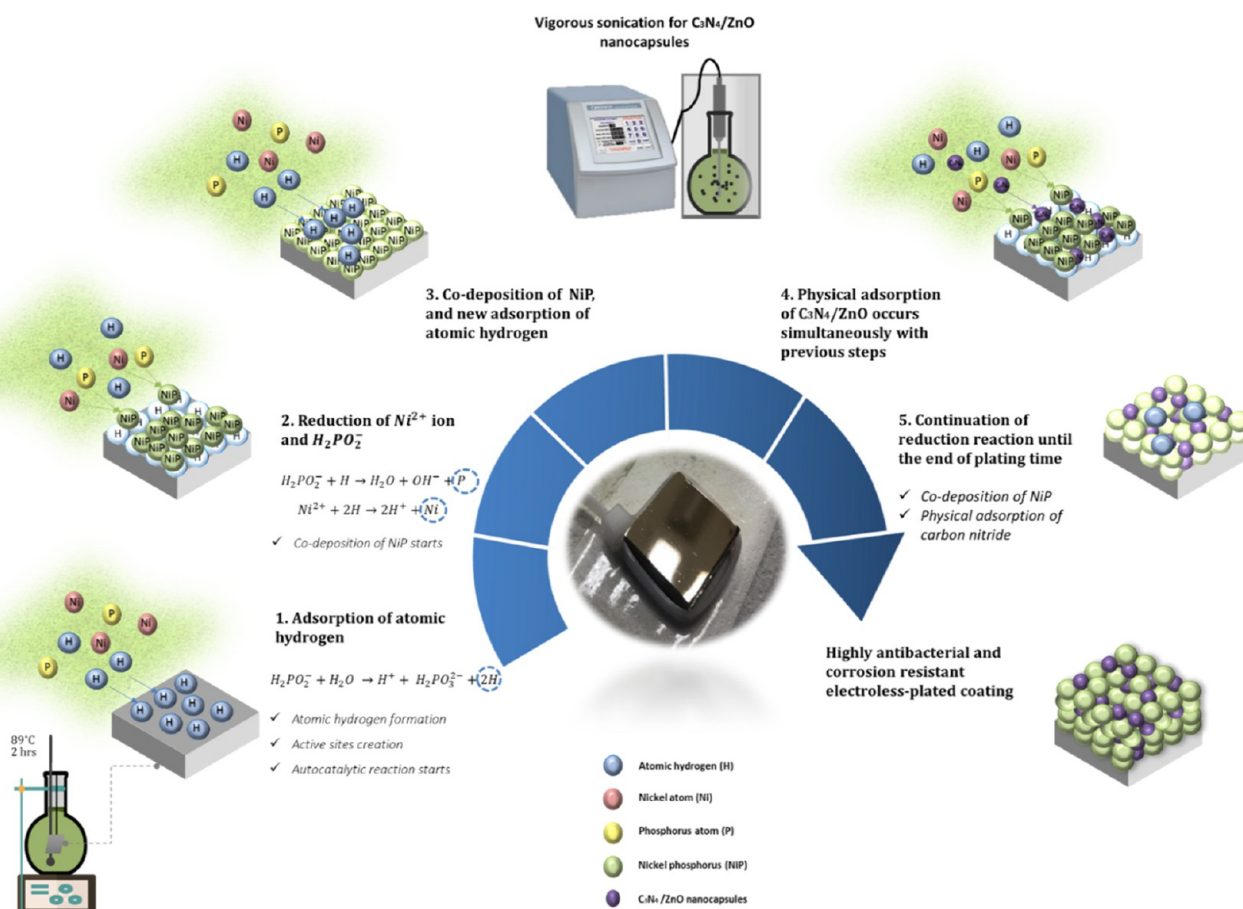 Vigorous sonication for C₃N₄/ZnO
nanocapsules
3. Co-deposition of NiP,
and new adsorption of
atomic hydrogen
4. Physical adsorption
of C₃N₄/ZnO occurs
simultaneously with
previous steps
2. Reduction of Ni²⁺ ion
and H₂PO₂⁻
H₂PO₂⁻ + H → H₂O + OH⁻ + P
Ni²⁺ + 2H → 2H⁺ + Ni
✓ Co-deposition of NiP starts
5. Continuation of
reduction reaction until
the end of plating time
✓ Co-deposition of NiP
✓ Physical adsorption of
carbon nitride
1. Adsorption of atomic
hydrogen
H₂PO₂⁻ + H₂O → H⁺ + H₂PO₃²⁻ + 2H
✓ Atomic hydrogen formation
✓ Active sites creation
✓ Autocatalytic reaction starts
Highly antibacterial and
corrosion resistant
electroless-plated coating
89°C
2 hrs
Atomic hydrogen (H)
Nickel atom (Ni)
Phosphorus atom (P)
Nickel phosphorus (NiP)
C₃N₄ /ZnO nanocapsules